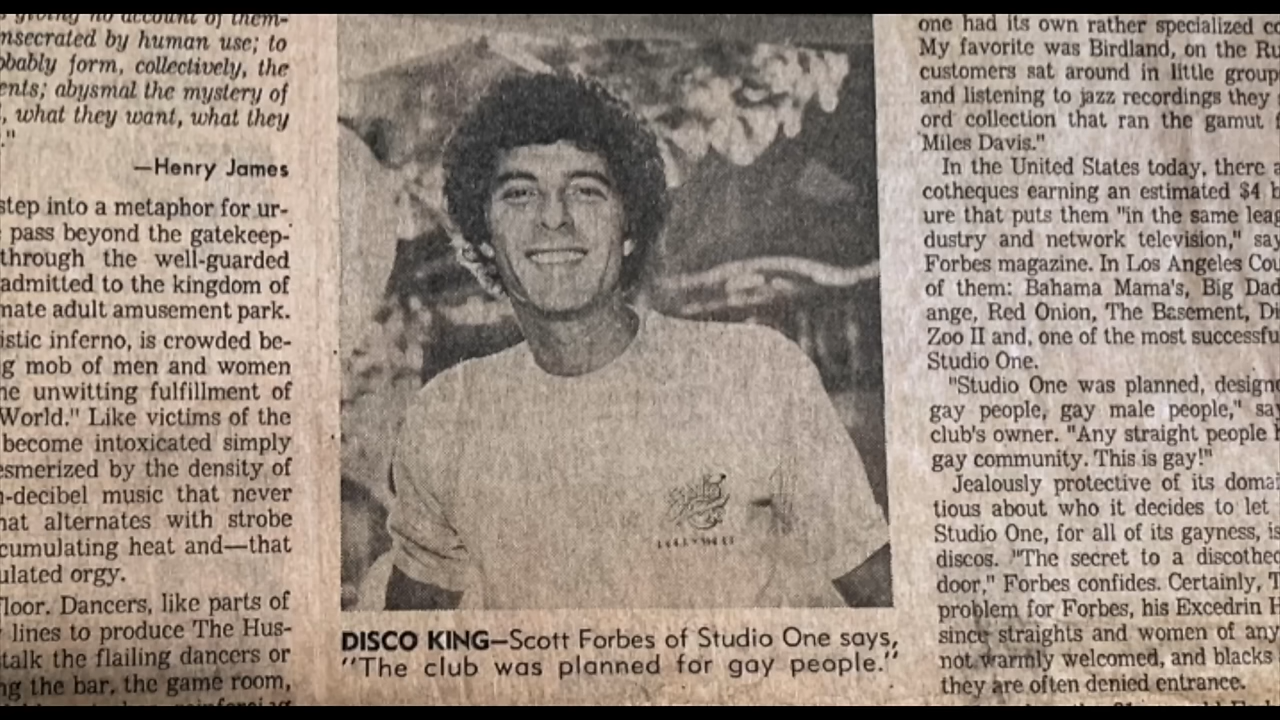 s giving no account of them-
nsecrated by human use; to
obably form, collectively, the
ents; abysmal the mystery of
, what they want, what they
."
—Henry James
step into a metaphor for ur-
pass beyond the gatekeep-
through the well-guarded
admitted to the kingdom of
mate adult amusement park.
istic inferno, is crowded be-
g mob of men and women
he unwitting fulfillment of
World." Like victims of the
become intoxicated simply
esmerized by the density of
h-decibel music that never
hat alternates with strobe
cumulating heat and—that
ulated orgy.
floor. Dancers, like parts of
lines to produce The Hus-
stalk the flailing dancers or
ng the bar, the game room,
DISCO KING—Scott Forbes of Studio One says,
"The club was planned for gay people."
one had its own rather specialized co
My favorite was Birdland, on the Ru
customers sat around in little group
and listening to jazz recordings they
ord collection that ran the gamut f
Miles Davis."
In the United States today, there a
cotheques earning an estimated $4 b
ure that puts them "in the same leag
dustry and network television," say
Forbes magazine. In Los Angeles Cou
of them: Bahama Mama's, Big Dad
ange, Red Onion, The Basement, Di
Zoo II and, one of the most successfu
Studio One.
"Studio One was planned, designe
gay people, gay male people," say
club's owner. "Any straight people h
gay community. This is gay!"
Jealously protective of its domai
tious about who it decides to let
Studio One, for all of its gayness, is
discos. "The secret to a discothec
door," Forbes confides. Certainly, T
problem for Forbes, his Excedrin H
since straights and women of any
not warmly welcomed, and blacks
they are often denied entrance.